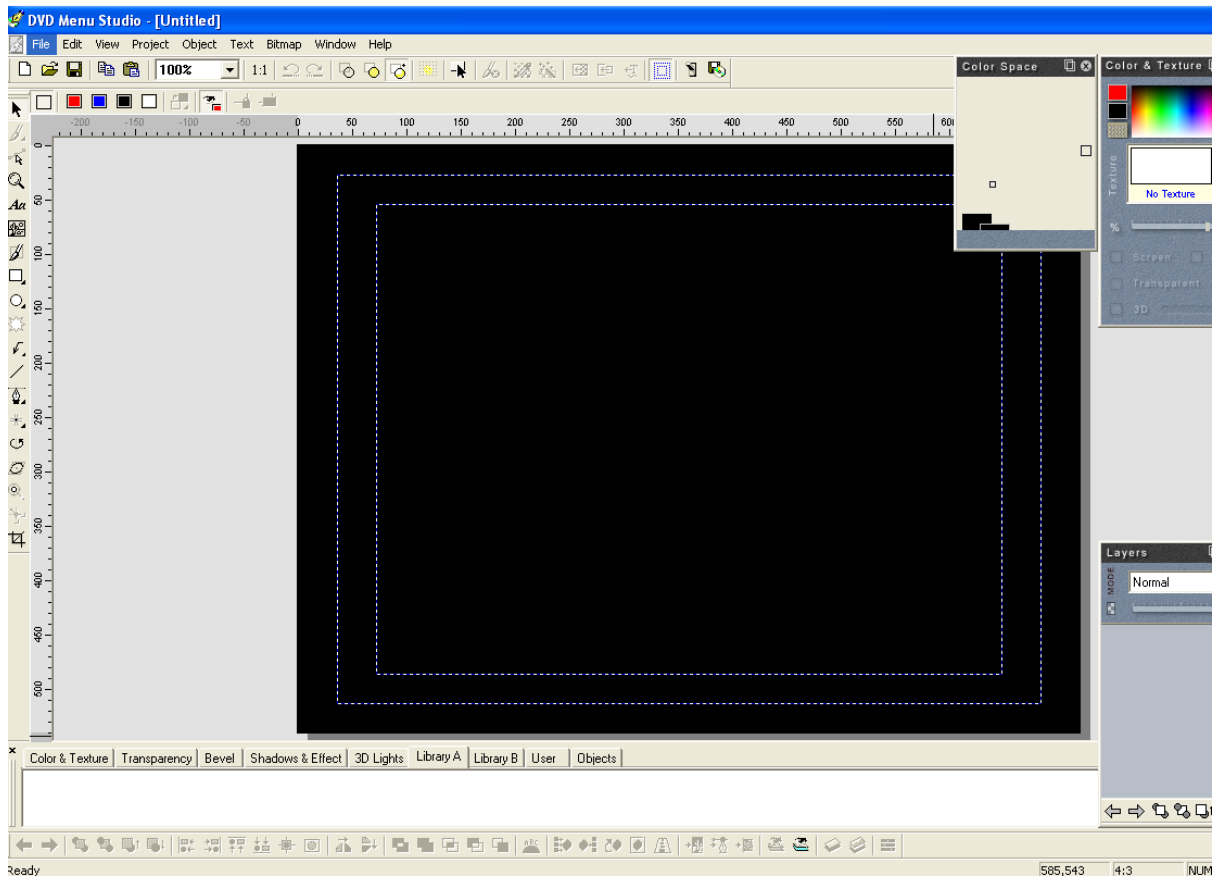 DVD Menu Studio - [Untitled]
File Edit View Project Object Text Bitmap Window Help
100% 1:1
Color Space
Color & Texture
-200 -150 -100 -50 0 50 100 150 200 250 300 350 400 450 500 550
0
50
100
150
200
250
300
350
400
450
500
Aa
Texture
No Texture
%
Screen
Transparent
3D
Layers
MODE
Normal
Color & Texture Transparency Bevel Shadows & Effect 3D Lights Library A Library B User Objects
ABC
Ready
585,543 4:3 NUM